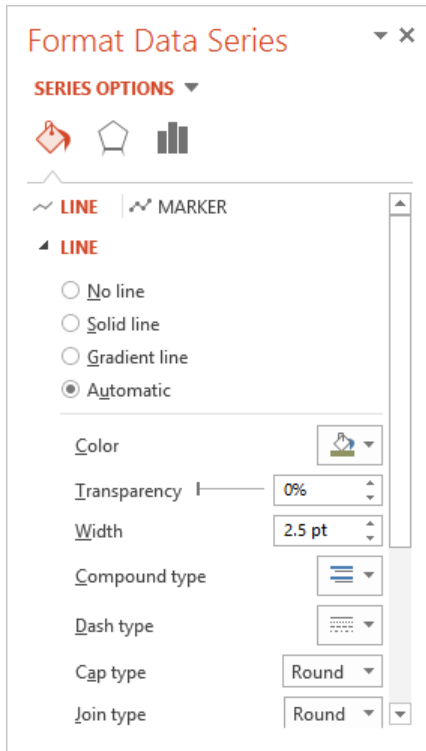 Format Data Series
SERIES OPTIONS
LINE MARKER
LINE
No line
Solid line
Gradient line
Automatic
Color
Transparency 0%
Width 2.5 pt
Compound type
Dash type
Cap type Round
Join type Round